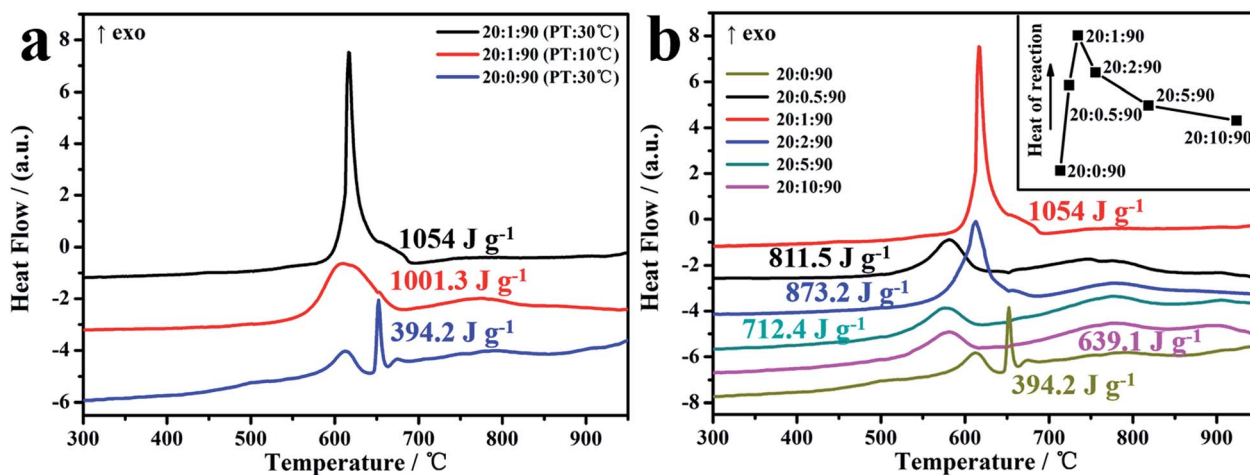 a
↑ exo
20:1:90 (PT:30℃)
20:1:90 (PT:10℃)
20:0:90 (PT:30℃)
8
6
4
2
0
-2
-4
-6
Heat Flow / (a.u.)
1054 J g-1
1001.3 J g-1
394.2 J g-1
300 400 500 600 700 800 900
Temperature / ℃
b
↑ exo
20:0:90
20:0.5:90
20:1:90
20:2:90
20:5:90
20:10:90
Heat of reaction
20:1:90
20:2:90
20:0.5:90
20:5:90
20:10:90
20:0:90
8
6
4
2
0
-2
-4
-6
-8
Heat Flow / (a.u.)
1054 J g-1
811.5 J g-1
873.2 J g-1
712.4 J g-1
639.1 J g-1
394.2 J g-1
300 400 500 600 700 800 900
Temperature / ℃